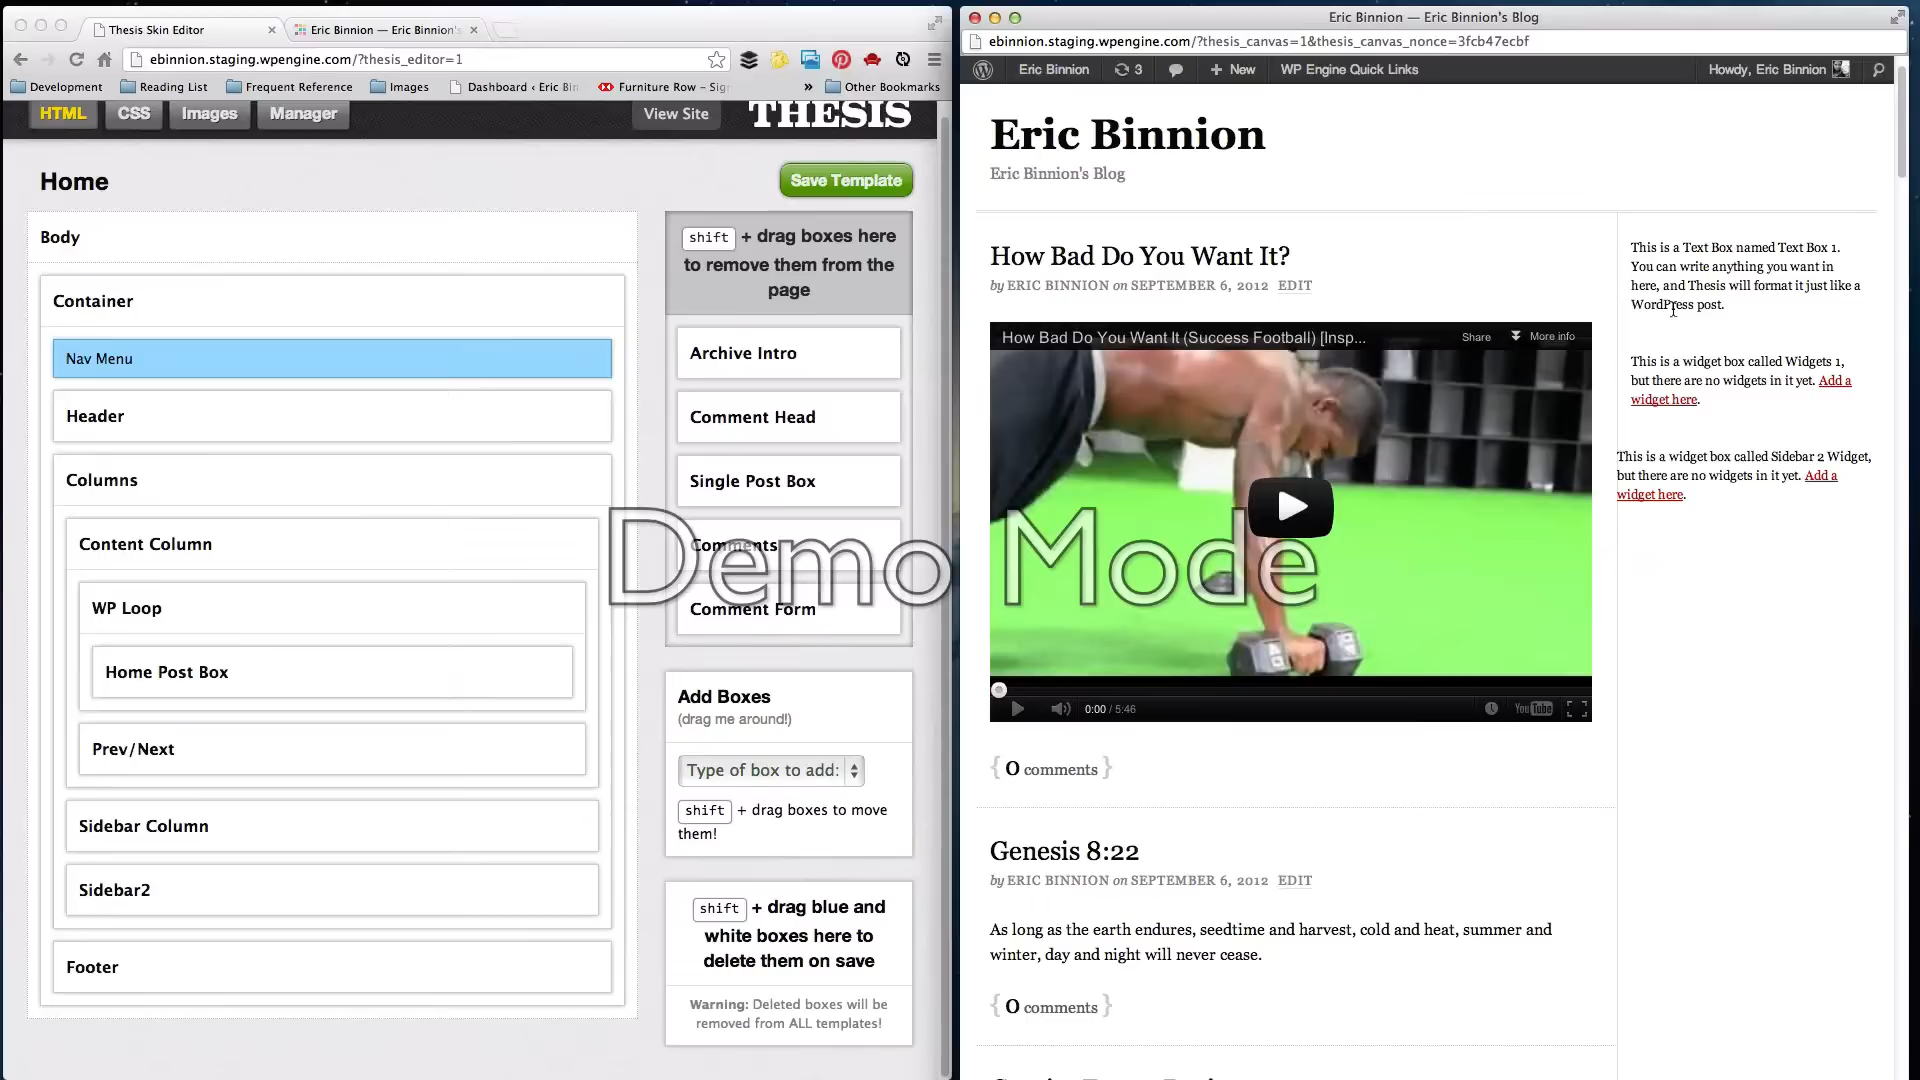 Thesis Skin Editor
Eric Binnion — Eric Binnion's
ebinnion.staging.wpengine.com/?thesis_editor=1
Development
Reading List
Frequent Reference
Images
Dashboard ‹ Eric Bin
Furniture Row – Sig
»
Other Bookmarks
HTML
CSS
Images
Manager
View Site
THESIS
Home
Save Template
Body
Container
Nav Menu
Header
Columns
Content Column
WP Loop
Home Post Box
Prev/Next
Sidebar Column
Sidebar2
Footer
shift + drag boxes here
to remove them from the
page
Archive Intro
Comment Head
Single Post Box
Comments
Comment Form
Add Boxes
(drag me around!)
Type of box to add:
shift + drag boxes to move
them!
shift + drag blue and
white boxes here to
delete them on save
Warning: Deleted boxes will be
removed from ALL templates!
Demo Mode
Eric Binnion — Eric Binnion's Blog
ebinnion.staging.wpengine.com/?thesis_canvas=1&thesis_canvas_nonce=3fcb47ecbf
Eric Binnion
3
+ New
WP Engine Quick Links
Howdy, Eric Binnion
Eric Binnion
Eric Binnion's Blog
How Bad Do You Want It?
by ERIC BINNION on SEPTEMBER 6, 2012 EDIT
How Bad Do You Want It (Success Football) [Insp...
Share
More info
0:00 / 5:46
YouTube
{ 0 comments }
Genesis 8:22
by ERIC BINNION on SEPTEMBER 6, 2012 EDIT
As long as the earth endures, seedtime and harvest, cold and heat, summer and
winter, day and night will never cease.
{ 0 comments }
This is a Text Box named Text Box 1.
You can write anything you want in
here, and Thesis will format it just like a
WordPress post.
This is a widget box called Widgets 1,
but there are no widgets in it yet. Add a
widget here.
This is a widget box called Sidebar 2 Widget,
but there are no widgets in it yet. Add a
widget here.